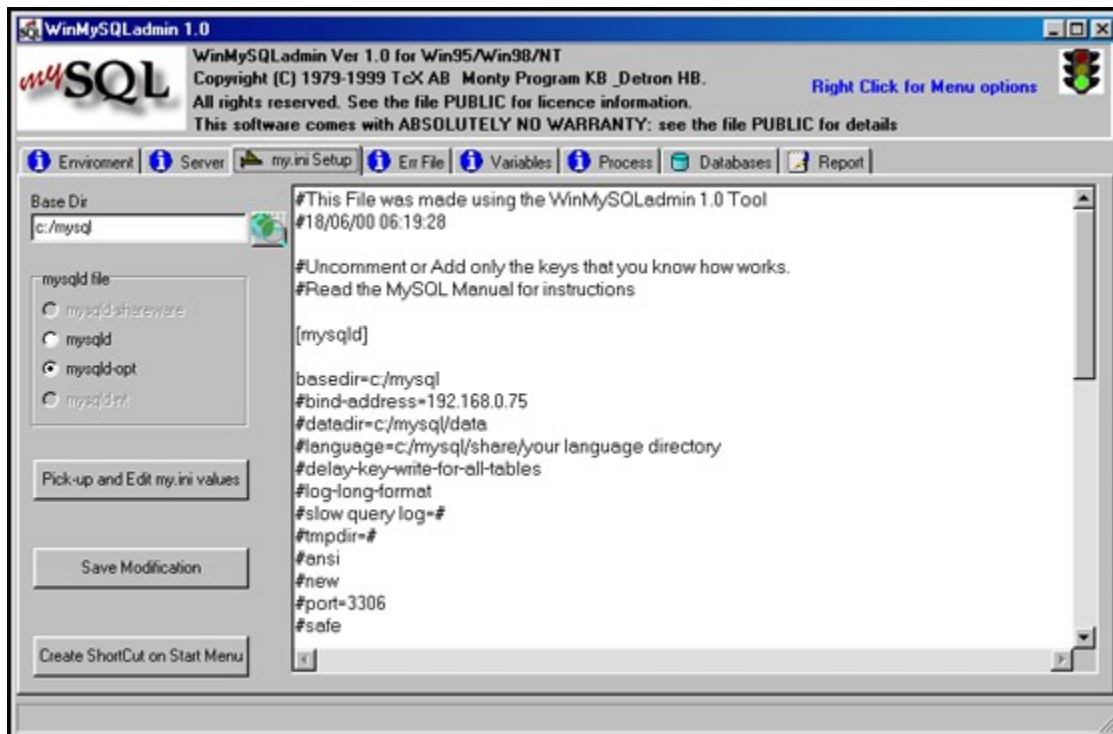 WinMySQLadmin 1.0
mySQL
WinMySQLadmin Ver 1.0 for Win95/Win98/NT
Copyright (C) 1979-1999 TcX AB Monty Program KB _Detron HB.
All rights reserved. See the file PUBLIC for licence information.
This software comes with ABSOLUTELY NO WARRANTY: see the file PUBLIC for details
Right Click for Menu options
Enviroment Server my.ini Setup Err File Variables Process Databases Report
Base Dir
c:/mysql
mysqld file
mysqld-shareware
mysqld
mysqld-opt
mysqld-nt
Pick-up and Edit my.ini values
Save Modification
Create ShortCut on Start Menu
#This File was made using the WinMySQLadmin 1.0 Tool
#18/06/00 06:19:28
#Uncomment or Add only the keys that you know how works.
#Read the MySQL Manual for instructions
[mysqld]
basedir=c:/mysql
#bind-address=192.168.0.75
#datadir=c:/mysql/data
#language=c:/mysql/share/your language directory
#delay-key-write-for-all-tables
#log-long-format
#slow query log=#
#tmpdir=#
#ansi
#new
#port=3306
#safe